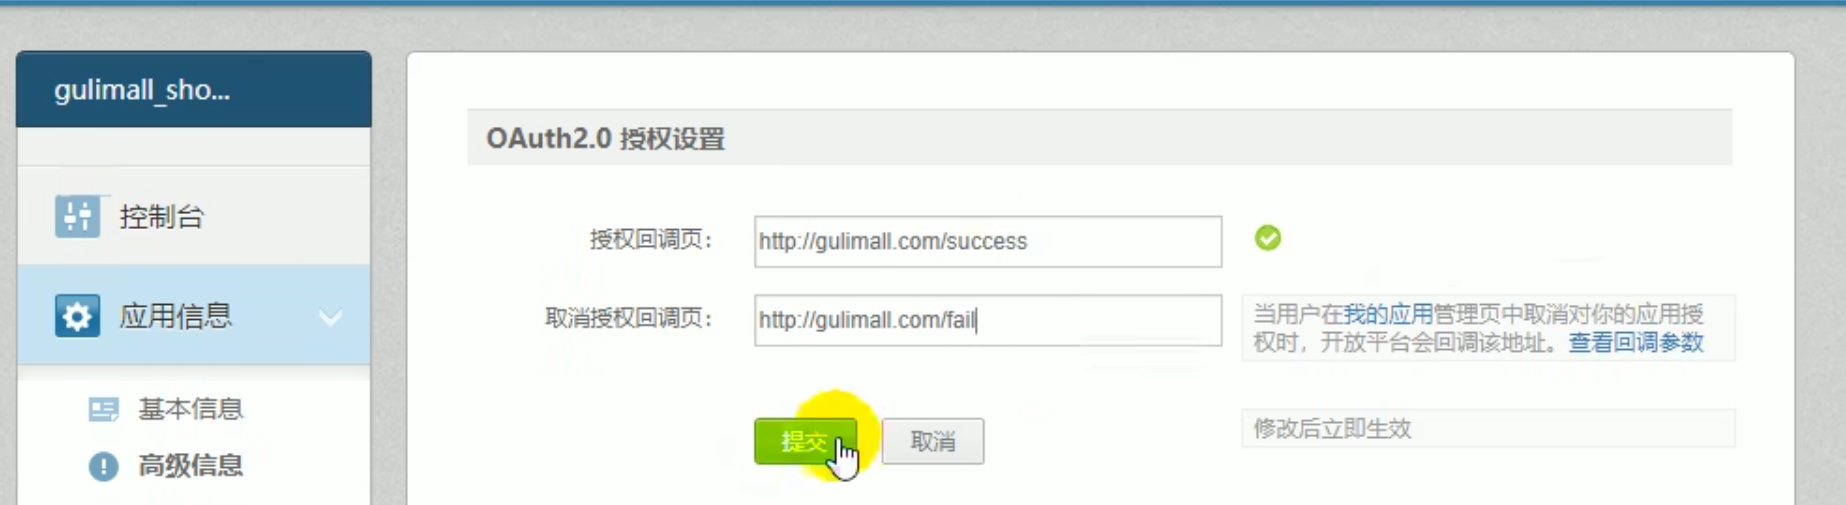 gulimall_sho...
控制台
应用信息
基本信息
高级信息
OAuth2.0 授权设置
授权回调页：
http://gulimall.com/success
取消授权回调页：
http://gulimall.com/fail
当用户在我的应用管理页中取消对你的应用授
权时，开放平台会回调该地址。查看回调参数
提交
取消
修改后立即生效